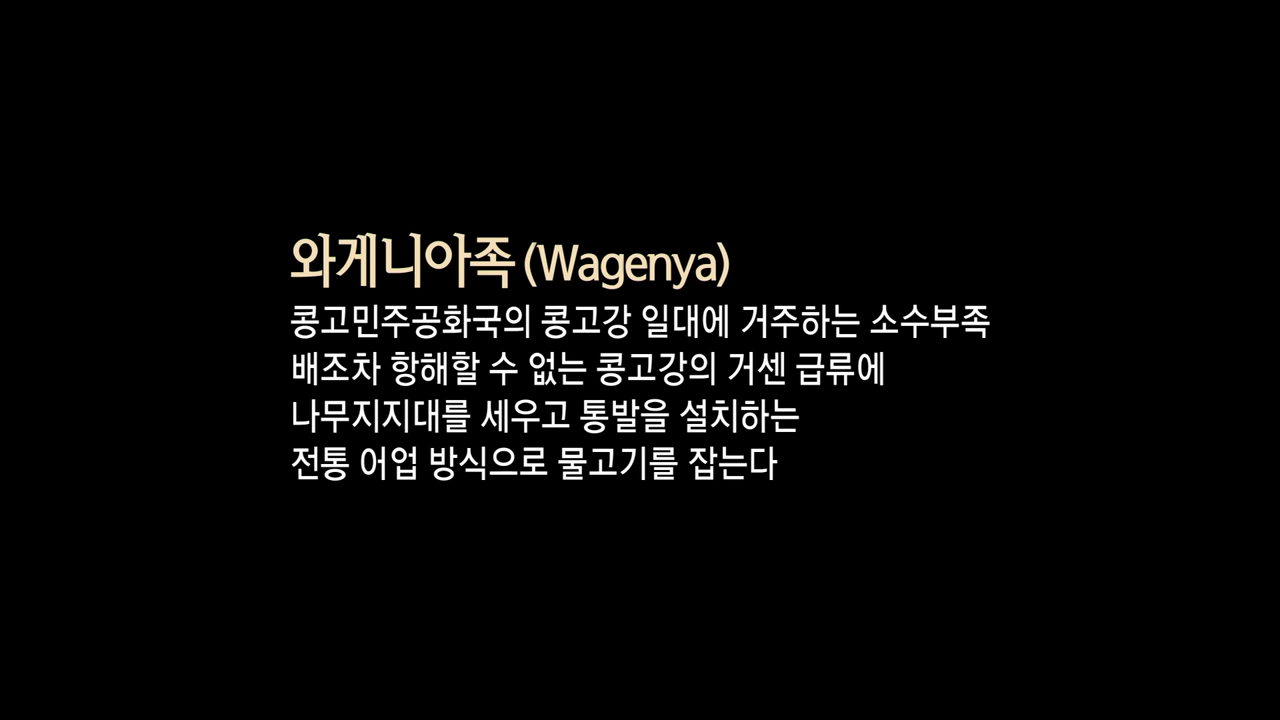 와게니아족 (Wagenya)
콩고민주공화국의 콩고강 일대에 거주하는 소수부족
배조차 항해할 수 없는 콩고강의 거센 급류에
나무지지대를 세우고 통발을 설치하는
전통 어업 방식으로 물고기를 잡는다